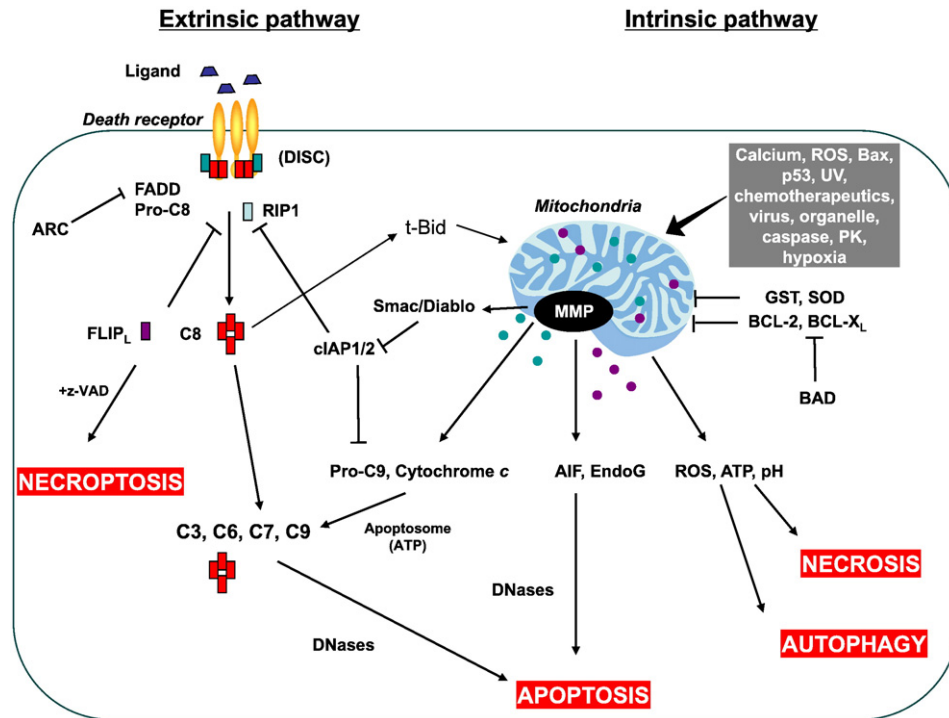 Extrinsic pathway
Intrinsic pathway
Ligand
Death receptor
(DISC)
FADD
Pro-C8
RIP1
ARC
t-Bid
Mitochondria
Calcium, ROS, Bax,
p53, UV,
chemotherapeutics,
virus, organelle,
caspase, PK,
hypoxia
Smac/Diablo
MMP
GST, SOD
BCL-2, BCL-XL
FLIPL
C8
cIAP1/2
+z-VAD
BAD
NECROPTOSIS
Pro-C9, Cytochrome c
AIF, EndoG
ROS, ATP, pH
C3, C6, C7, C9
Apoptosome
(ATP)
NECROSIS
DNases
DNases
AUTOPHAGY
APOPTOSIS